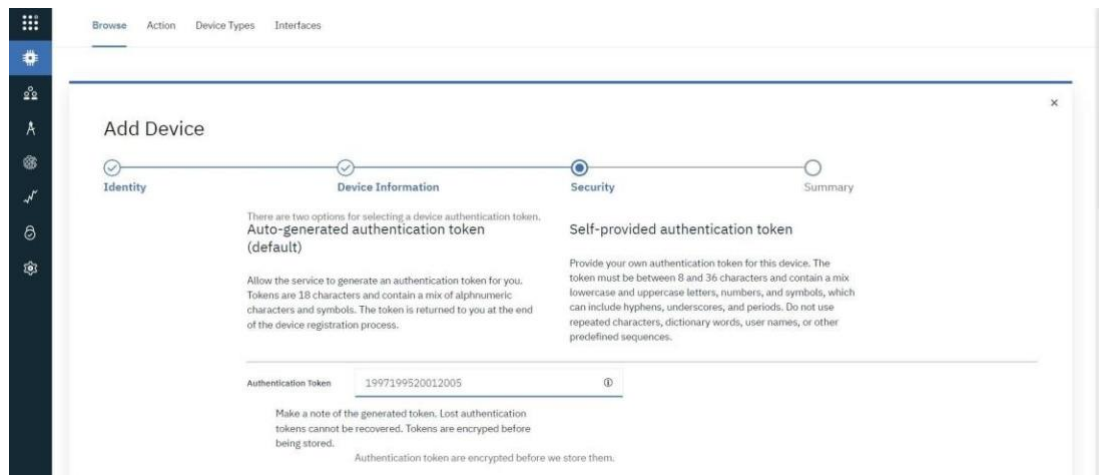 Browse Action Device Types Interfaces
Add Device
Identity Device Information Security Summary
There are two options for selecting a device authentication token.
Auto-generated authentication token
(default)
Allow the service to generate an authentication token for you.
Tokens are 18 characters and contain a mix of alphnumeric
characters and symbols. The token is returned to you at the end
of the device registration process.
Self-provided authentication token
Provide your own authentication token for this device. The
token must be between 8 and 36 characters and contain a mix
lowercase and uppercase letters, numbers, and symbols, which
can include hyphens, underscores, and periods. Do not use
repeated characters, dictionary words, user names, or other
predefined sequences.
Authentication Token 1997199520012005
Make a note of the generated token. Lost authentication
tokens cannot be recovered. Tokens are encryped before
being stored.
Authentication token are encrypted before we store them.